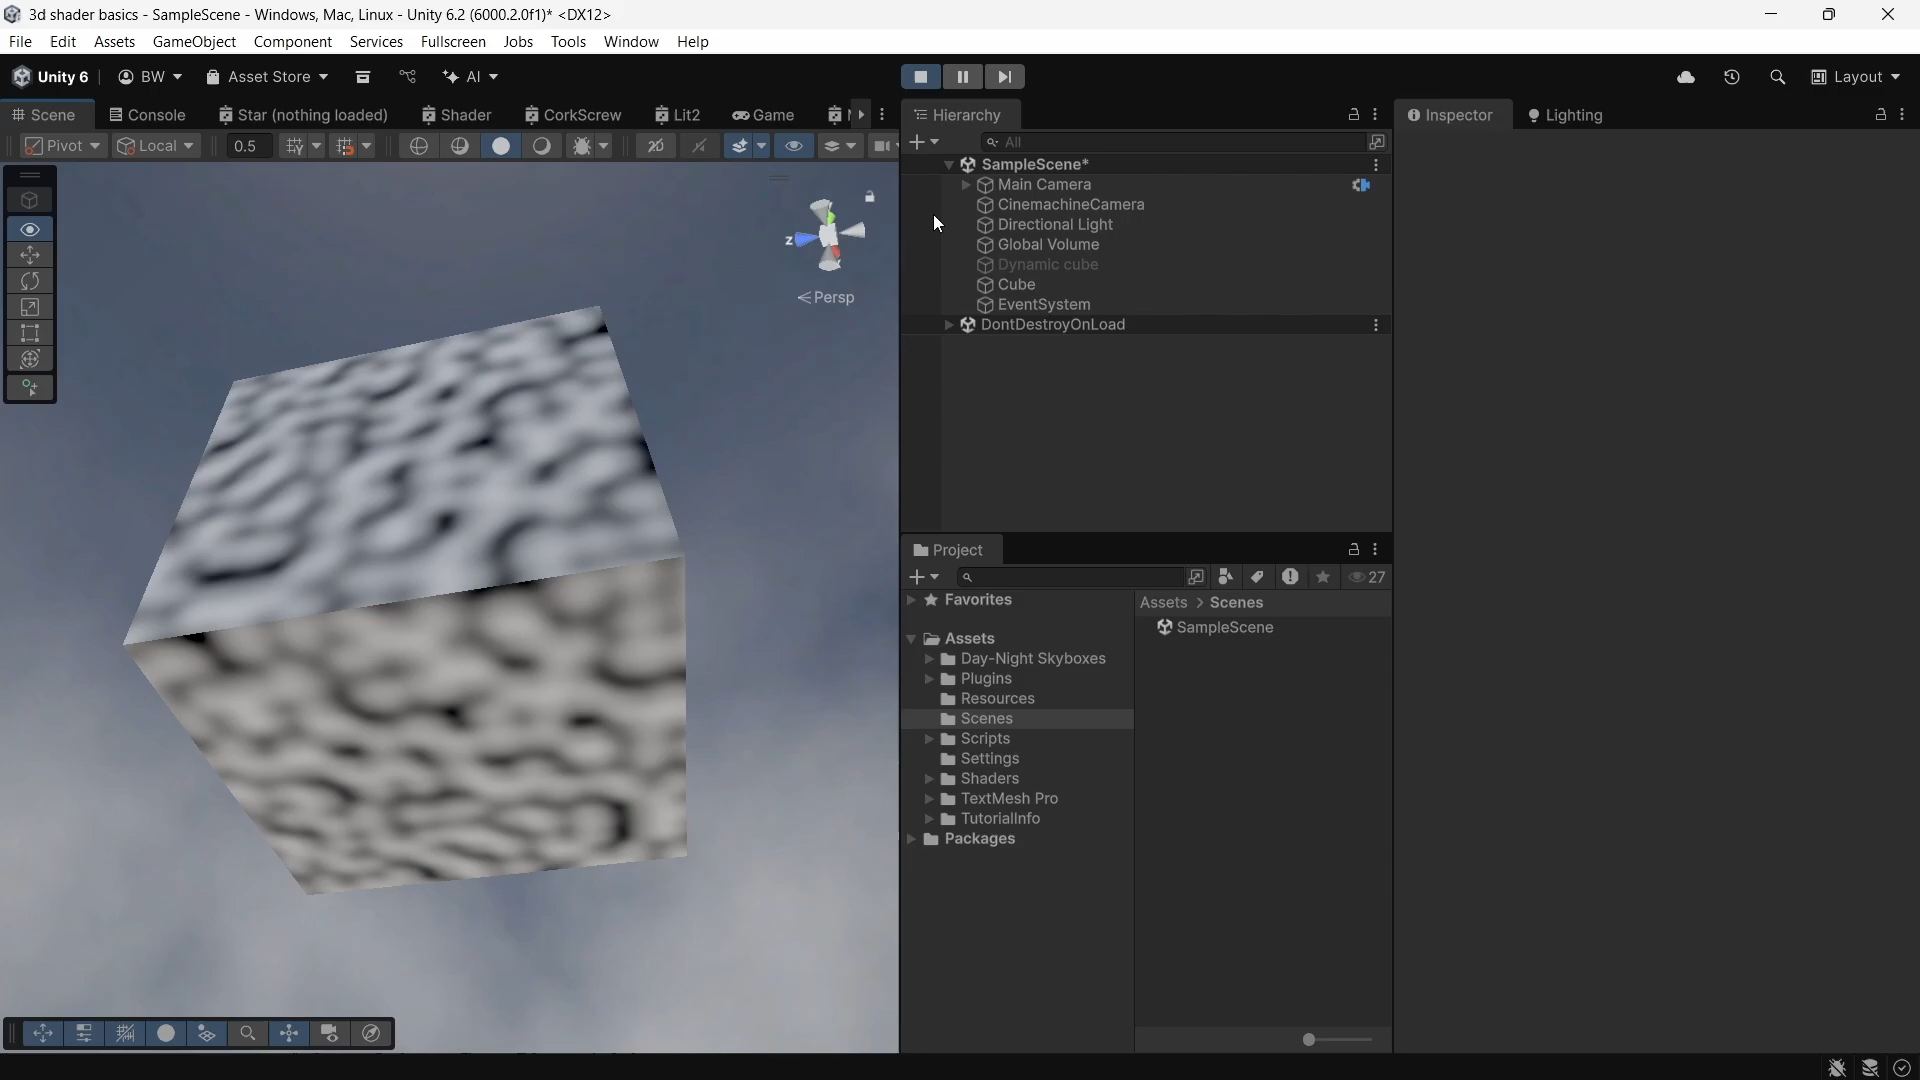 3d shader basics - SampleScene - Windows, Mac, Linux - Unity 6.2 (6000.2.0f1)* <DX12>
File Edit Assets GameObject Component Services Fullscreen Jobs Tools Window Help
Unity 6 BW Asset Store AI Layout
Scene Console Star (nothing loaded) Shader CorkScrew Lit2 Game
Pivot Local 0.5 2D
Z
Persp
Hierarchy
All
SampleScene*
Main Camera
CinemachineCamera
Directional Light
Global Volume
Dynamic cube
Cube
EventSystem
DontDestroyOnLoad
Project
27
Favorites
Assets
Day-Night Skyboxes
Plugins
Resources
Scenes
Scripts
Settings
Shaders
TextMesh Pro
TutorialInfo
Packages
Assets > Scenes
SampleScene
Inspector Lighting